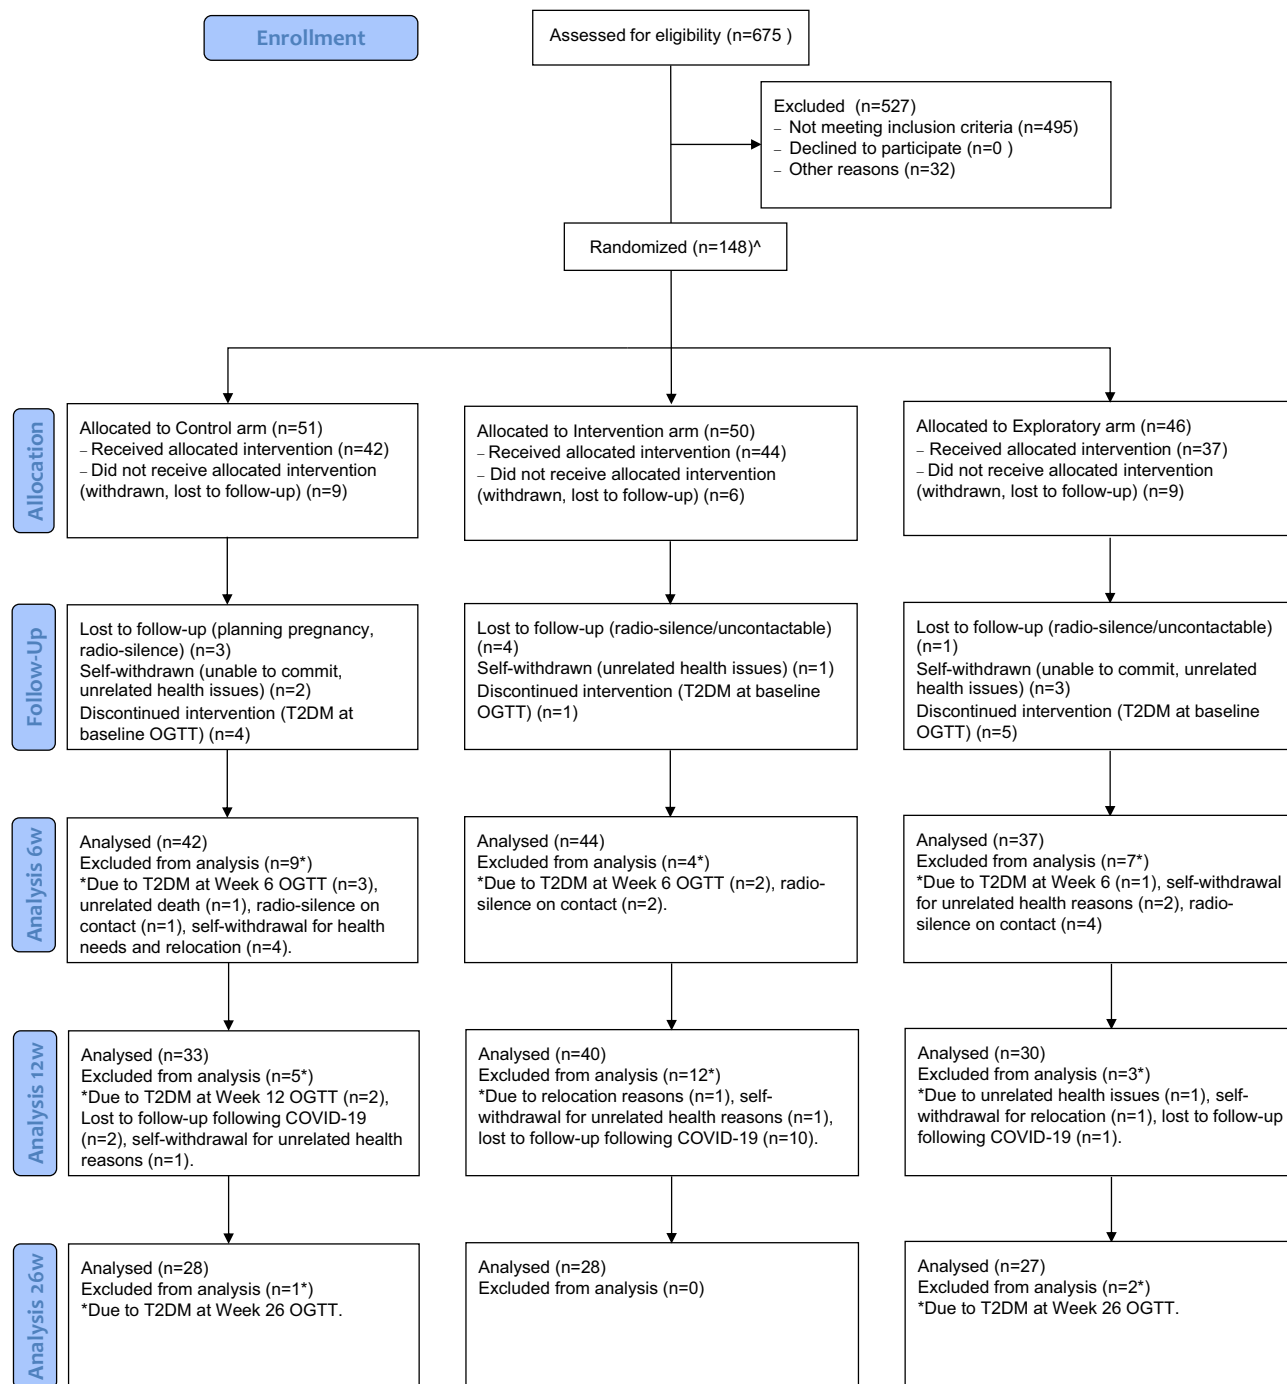 Enrollment
Assessed for eligibility (n=675 )
Excluded  (n=527)
– Not meeting inclusion criteria (n=495)
– Declined to participate (n=0 )
– Other reasons (n=32)
Randomized (n=148)^
Allocation
Allocated to Control arm (n=51)
– Received allocated intervention (n=42)
– Did not receive allocated intervention
(withdrawn, lost to follow-up) (n=9)
Allocated to Intervention arm (n=50)
– Received allocated intervention (n=44)
– Did not receive allocated intervention
(withdrawn, lost to follow-up) (n=6)
Allocated to Exploratory arm (n=46)
– Received allocated intervention (n=37)
– Did not receive allocated intervention
(withdrawn, lost to follow-up) (n=9)
Follow-Up
Lost to follow-up (planning pregnancy,
radio-silence) (n=3)
Self-withdrawn (unable to commit,
unrelated health issues) (n=2)
Discontinued intervention (T2DM at
baseline OGTT) (n=4)
Lost to follow-up (radio-silence/uncontactable)
(n=4)
Self-withdrawn (unrelated health issues) (n=1)
Discontinued intervention (T2DM at baseline
OGTT) (n=1)
Lost to follow-up (radio-silence/uncontactable)
(n=1)
Self-withdrawn (unable to commit, unrelated
health issues) (n=3)
Discontinued intervention (T2DM at baseline
OGTT) (n=5)
Analysis 6w
Analysed (n=42)
Excluded from analysis (n=9*)
*Due to T2DM at Week 6 OGTT (n=3),
unrelated death (n=1), radio-silence on
contact (n=1), self-withdrawal for health
needs and relocation (n=4).
Analysed (n=44)
Excluded from analysis (n=4*)
*Due to T2DM at Week 6 OGTT (n=2), radio-
silence on contact (n=2).
Analysed (n=37)
Excluded from analysis (n=7*)
*Due to T2DM at Week 6 (n=1), self-withdrawal
for unrelated health reasons (n=2), radio-
silence on contact (n=4)
Analysis 12w
Analysed (n=33)
Excluded from analysis (n=5*)
*Due to T2DM at Week 12 OGTT (n=2),
Lost to follow-up following COVID-19
(n=2), self-withdrawal for unrelated health
reasons (n=1).
Analysed (n=40)
Excluded from analysis (n=12*)
*Due to relocation reasons (n=1), self-
withdrawal for unrelated health reasons (n=1),
lost to follow-up following COVID-19 (n=10).
Analysed (n=30)
Excluded from analysis (n=3*)
*Due to unrelated health issues (n=1), self-
withdrawal for relocation (n=1), lost to follow-up
following COVID-19 (n=1).
Analysis 26w
Analysed (n=28)
Excluded from analysis (n=1*)
*Due to T2DM at Week 26 OGTT.
Analysed (n=28)
Excluded from analysis (n=0)
Analysed (n=27)
Excluded from analysis (n=2*)
*Due to T2DM at Week 26 OGTT.